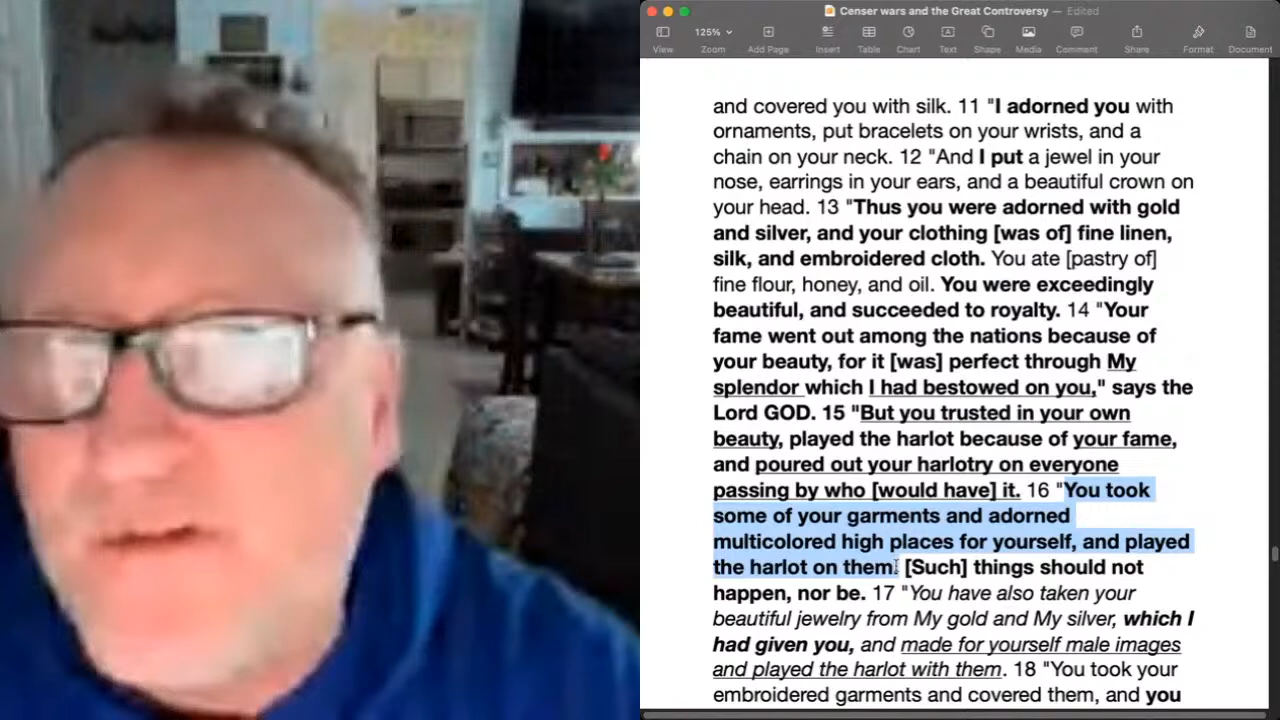 Censer wars and the Great Controversy — Edited
125%
View Zoom Add Page Insert Table Chart Text Shape Media Comment Share Format Document
and covered you with silk. 11 "I adorned you with
ornaments, put bracelets on your wrists, and a
chain on your neck. 12 "And I put a jewel in your
nose, earrings in your ears, and a beautiful crown on
your head. 13 "Thus you were adorned with gold
and silver, and your clothing [was of] fine linen,
silk, and embroidered cloth. You ate [pastry of]
fine flour, honey, and oil. You were exceedingly
beautiful, and succeeded to royalty. 14 "Your
fame went out among the nations because of
your beauty, for it [was] perfect through My
splendor which I had bestowed on you," says the
Lord GOD. 15 "But you trusted in your own
beauty, played the harlot because of your fame,
and poured out your harlotry on everyone
passing by who [would have] it. 16 "You took
some of your garments and adorned
multicolored high places for yourself, and played
the harlot on them. [Such] things should not
happen, nor be. 17 "You have also taken your
beautiful jewelry from My gold and My silver, which I
had given you, and made for yourself male images
and played the harlot with them. 18 "You took your
embroidered garments and covered them, and you